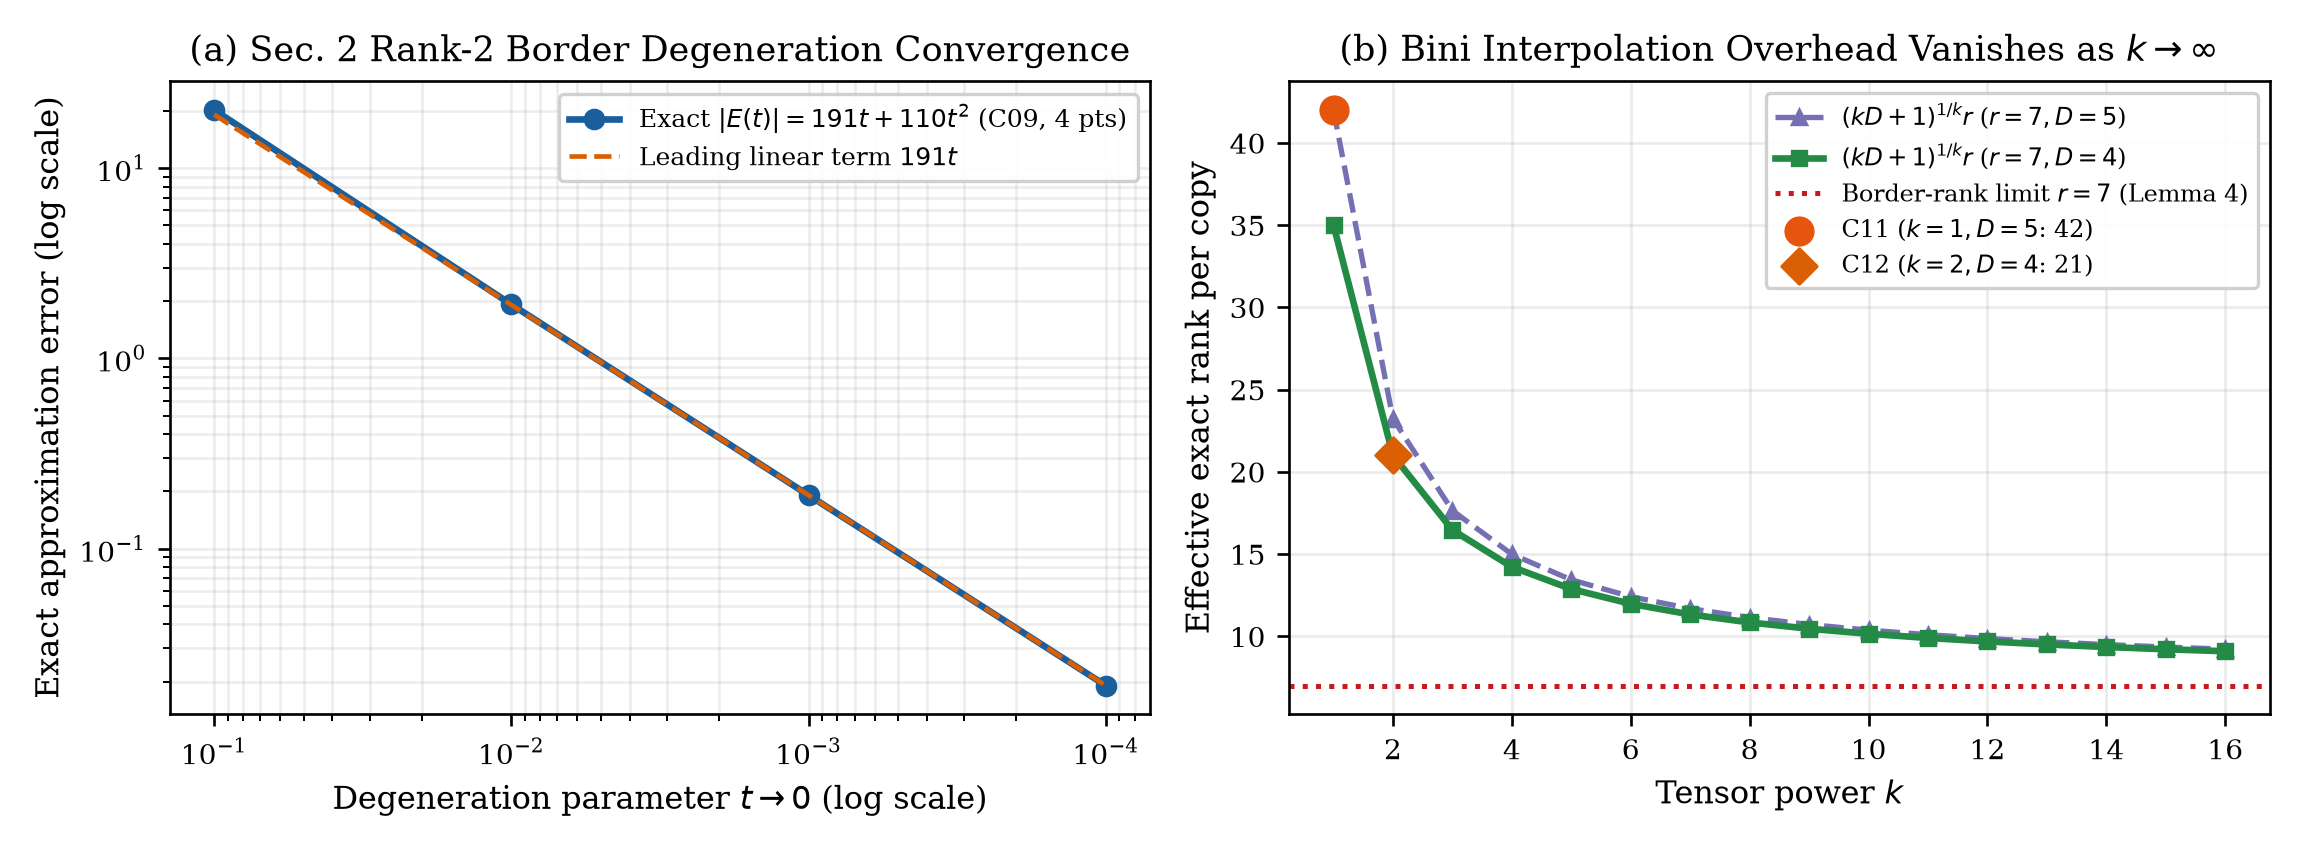 (a) Sec. 2 Rank-2 Border Degeneration Convergence
Exact approximation error (log scale)
10¹
10⁰
10⁻¹
Exact |E(t)| = 191t + 110t² (C09, 4 pts)
Leading linear term 191t
10⁻¹ 10⁻² 10⁻³ 10⁻⁴
Degeneration parameter t → 0 (log scale)
(b) Bini Interpolation Overhead Vanishes as k → ∞
Effective exact rank per copy
40
35
30
25
20
15
10
(kD + 1)^{1/k}r (r = 7, D = 5)
(kD + 1)^{1/k}r (r = 7, D = 4)
Border-rank limit r = 7 (Lemma 4)
C11 (k = 1, D = 5: 42)
C12 (k = 2, D = 4: 21)
2 4 6 8 10 12 14 16
Tensor power k